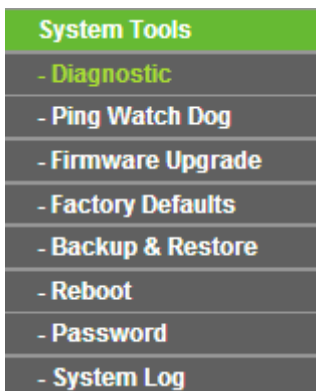 System Tools
- Diagnostic
- Ping Watch Dog
- Firmware Upgrade
- Factory Defaults
- Backup & Restore
- Reboot
- Password
- System Log